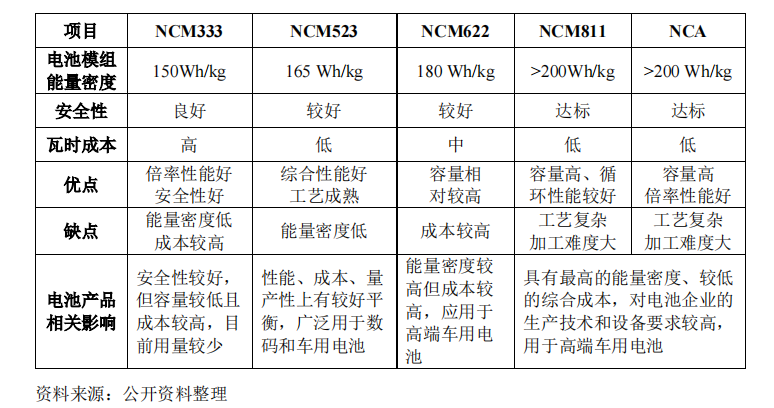 项目 NCM333 NCM523 NCM622 NCM811 NCA
电池模组
能量密度
150Wh/kg 165 Wh/kg 180 Wh/kg >200Wh/kg >200 Wh/kg
安全性 良好 较好 较好 达标 达标
瓦时成本 高 低 中 低 低
优点
倍率性能好
安全性好
综合性能好
工艺成熟
容量相
对较高
容量高、循
环性能较好
容量高
倍率性能好
缺点
能量密度低
成本较高
能量密度低
成本较高
工艺复杂
加工难度大
工艺复杂
加工难度大
电池产品
相关影响
安全性较好，
但容量较低且
成本较高，目
前用量较少
性能、成本、量
产性上有较好平
衡，广泛用于数
码和车用电池
能量密度较
高但成本较
高，应用于
高端车用电
池
具有最高的能量密度、较低
的综合成本，对电池企业的
生产技术和设备要求较高，
用于高端车用电池
资料来源：公开资料整理